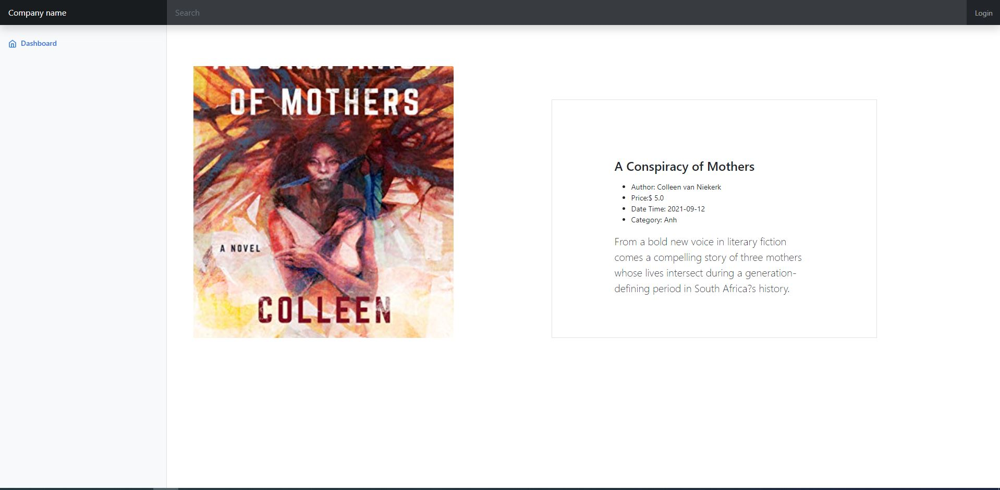 Company name
Search
Login
Dashboard
OF MOTHERS
A NOVEL
COLLEEN
A Conspiracy of Mothers
Author: Colleen van Niekerk
Price:$ 5.0
Date Time: 2021-09-12
Category: Anh
From a bold new voice in literary fiction
comes a compelling story of three mothers
whose lives intersect during a generation-
defining period in South Africa?s history.